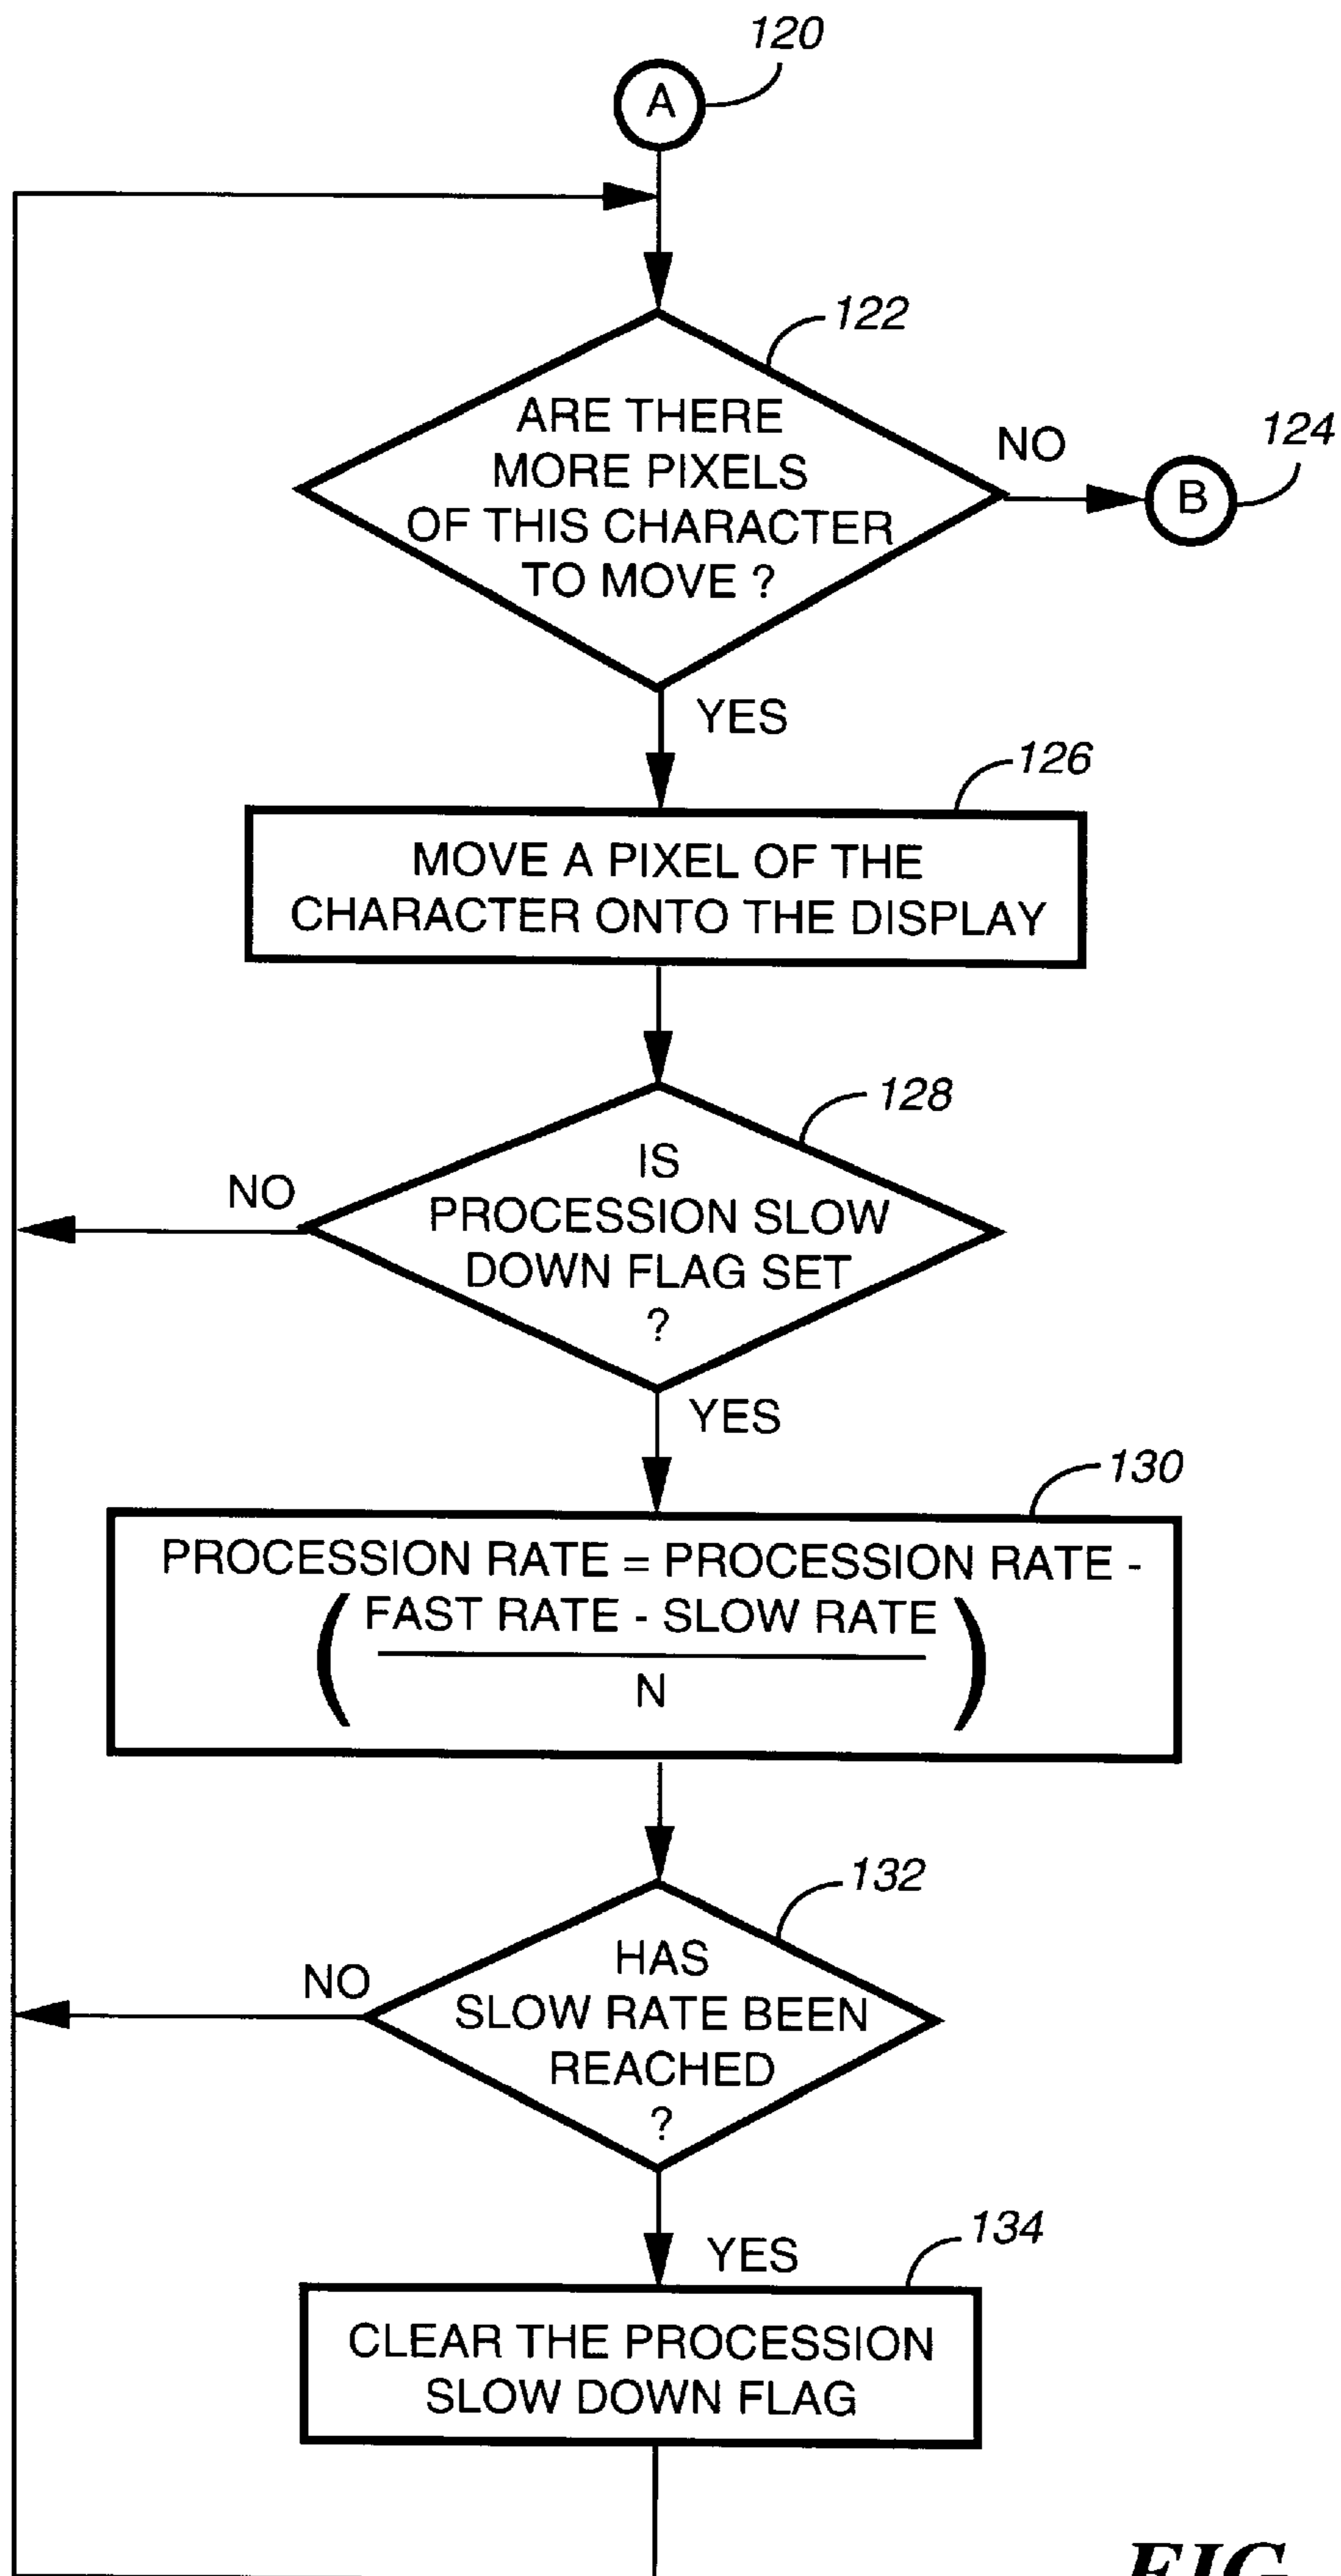 120
A
122
ARE THERE
MORE PIXELS
OF THIS CHARACTER
TO MOVE ?
NO
B
124
YES
126
MOVE A PIXEL OF THE
CHARACTER ONTO THE DISPLAY
128
IS
PROCESSION SLOW
DOWN FLAG SET
?
NO
YES
130
PROCESSION RATE = PROCESSION RATE -
( FAST RATE - SLOW RATE )
N
132
HAS
SLOW RATE BEEN
REACHED
?
NO
YES
134
CLEAR THE PROCESSION
SLOW DOWN FLAG
FIG